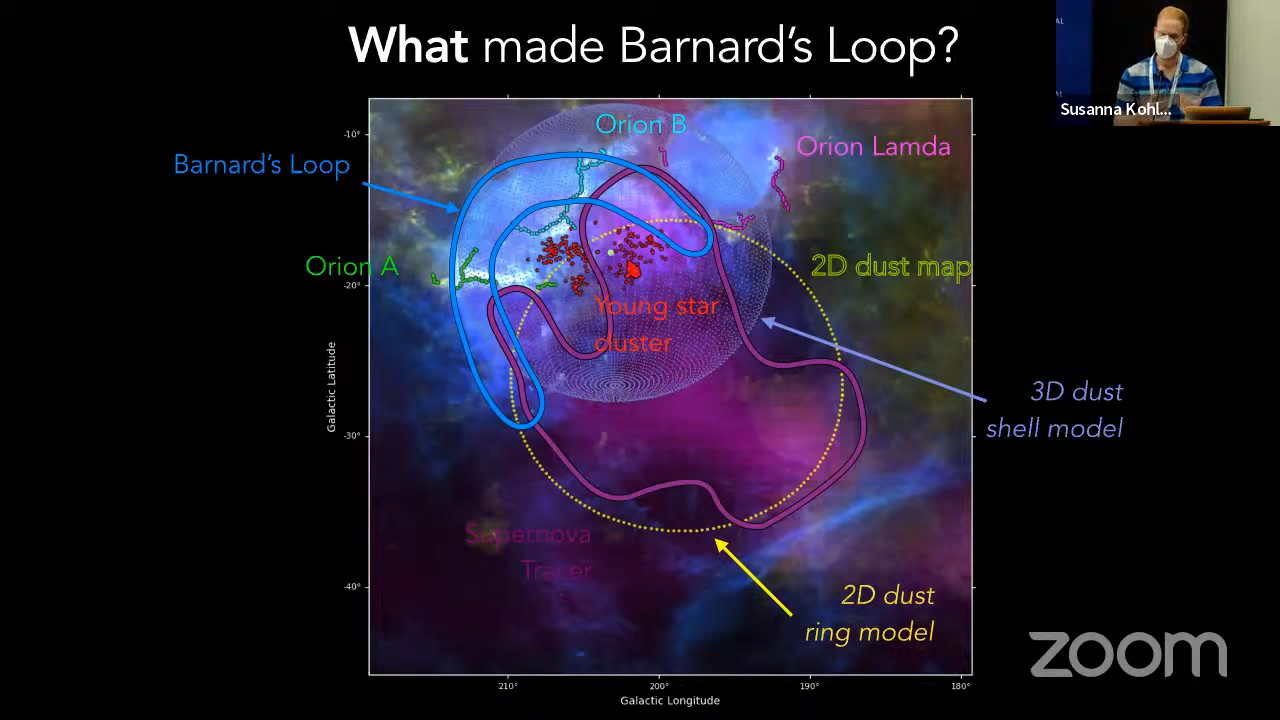 What made Barnard's Loop?
AL
AL
Susanna Kohl...
Orion B
Orion Lamda
Barnard's Loop
Orion A
2D dust map
Young star
cluster
3D dust
shell model
Supernova
Tracer
2D dust
ring model
-10°
-20°
-30°
-40°
Galactic Latitude
210°
200°
190°
180°
Galactic Longitude
zoom